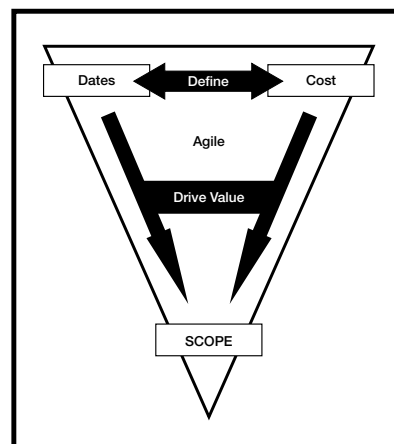 Dates
Define
Cost
Agile
Drive Value
SCOPE